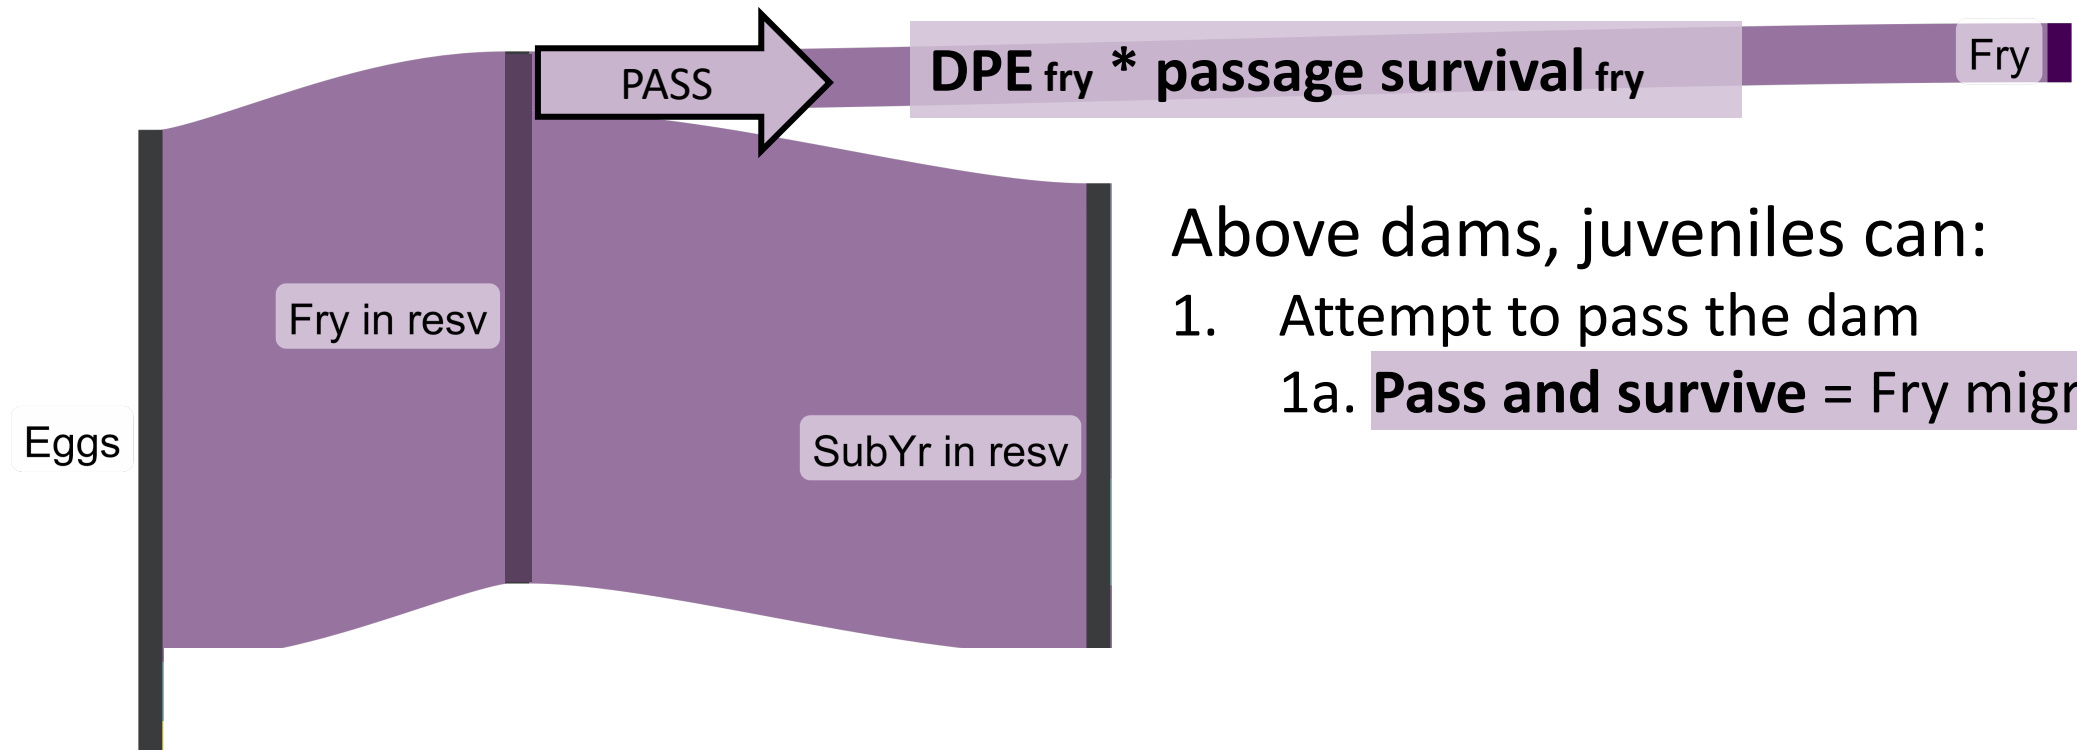 PASS
DPE fry * passage survival fry
Fry
Above dams, juveniles can:
1. Attempt to pass the dam
1a. Pass and survive = Fry
Fry in resv
SubYr in resv
Eggs